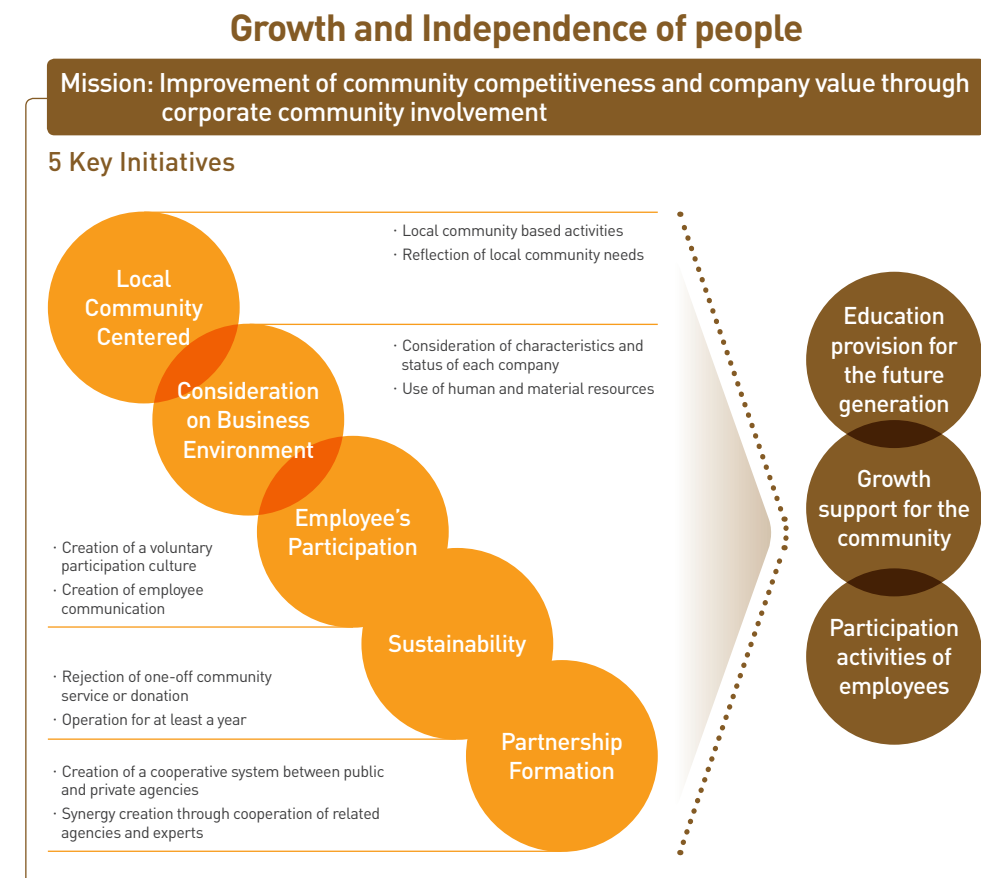 Growth and Independence of people
Mission: Improvement of community competitiveness and company value through
corporate community involvement
5 Key Initiatives
Local
Community
Centered
· Local community based activities
· Reflection of local community needs
Consideration
on Business
Environment
· Consideration of characteristics and
status of each company
· Use of human and material resources
Employee’s
Participation
· Creation of a voluntary
participation culture
· Creation of employee
communication
Sustainability
· Rejection of one-off community
service or donation
· Operation for at least a year
Partnership
Formation
· Creation of a cooperative system between public
and private agencies
· Synergy creation through cooperation of related
agencies and experts
Education
provision for
the future
generation
Growth
support for the
community
Participation
activities of
employees